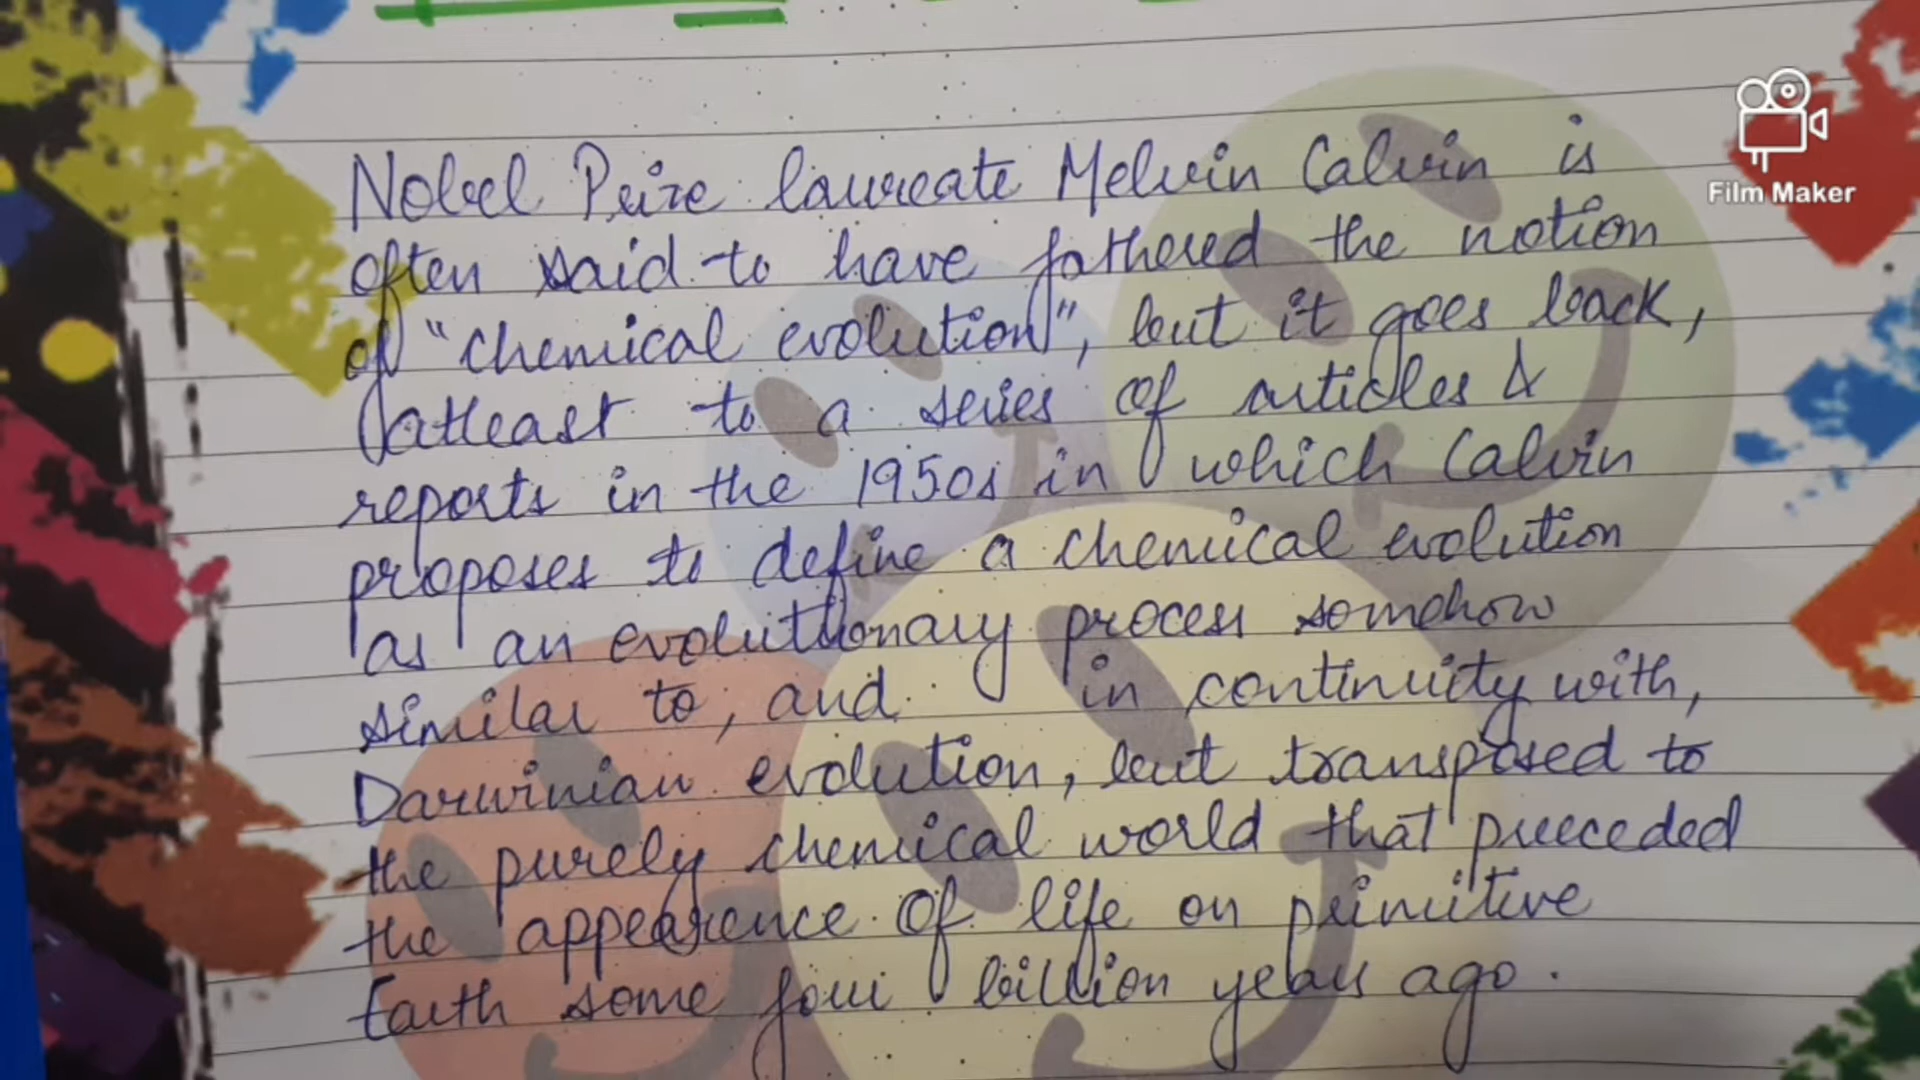 Nobel Prize laureate Melvin Calvin is
often said to have fathered the notion
of "chemical evolution", but it goes back,
atleast to a series of articles &
reports in the 1950s in which Calvin
proposes to define a chemical evolution
as an evolutionary process somehow
similar to, and in continuity with,
Darwinian evolution, but transposed to
the purely chemical world that preceded
the appearence of life on primitive
Earth some four billion years ago.
Film Maker